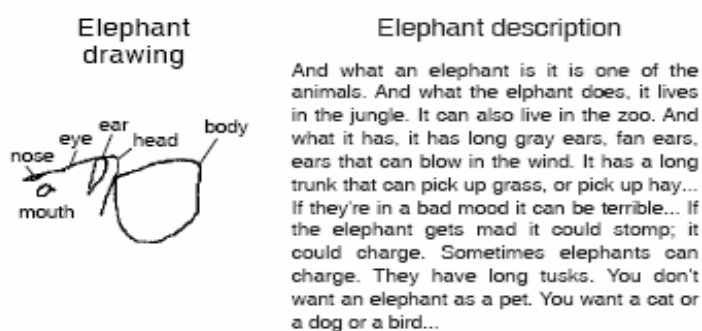 Elephant
drawing
ear
eye
head
body
nose
mouth
Elephant description
And what an elephant is it is one of the
animals. And what the elphant does, it lives
in the jungle. It can also live in the zoo. And
what it has, it has long gray ears, fan ears,
ears that can blow in the wind. It has a long
trunk that can pick up grass, or pick up hay...
If they're in a bad mood it can be terrible... If
the elephant gets mad it could stomp; it
could charge. Sometimes elephants can
charge. They have long tusks. You don't
want an elephant as a pet. You want a cat or
a dog or a bird...